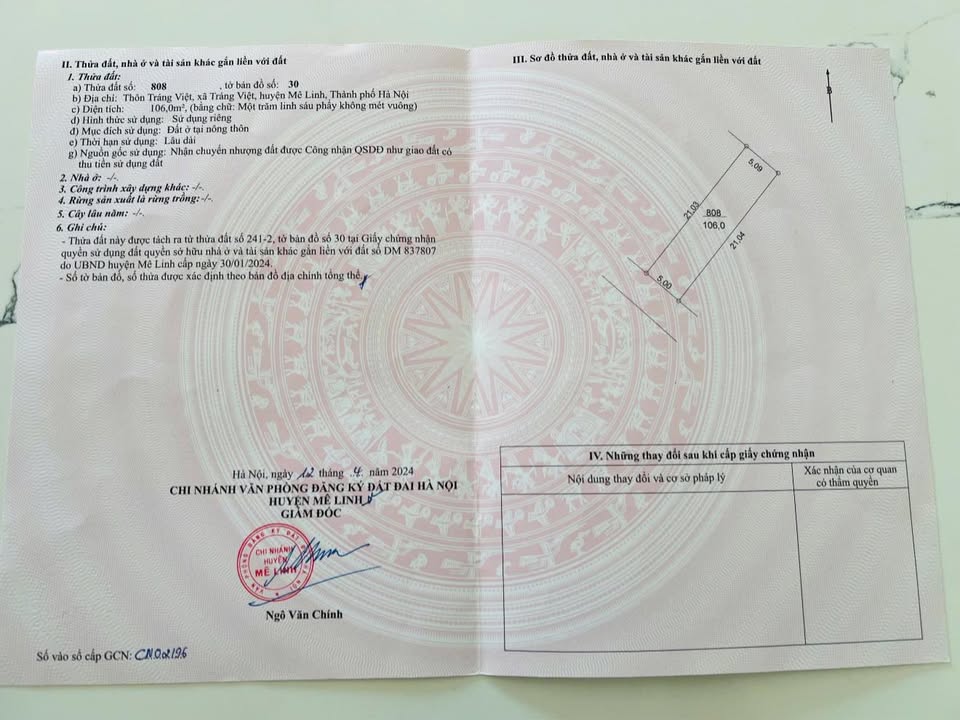 II. Thửa đất, nhà ở và tài sản khác gắn liền với đất
1. Thửa đất:
a) Thửa đất số: 808 , tờ bản đồ số: 30
b) Địa chỉ: Thôn Tráng Việt, xã Tráng Việt, huyện Mê Linh, Thành phố Hà Nội
c) Diện tích: 106,0m², (bằng chữ: Một trăm linh sáu phẩy không mét vuông)
d) Hình thức sử dụng: Sử dụng riêng
đ) Mục đích sử dụng: Đất ở tại nông thôn
e) Thời hạn sử dụng: Lâu dài
g) Nguồn gốc sử dụng: Nhận chuyển nhượng đất được Công nhận QSDĐ như giao đất có
thu tiền sử dụng đất
2. Nhà ở: -/-.
3. Công trình xây dựng khác: -/-.
4. Rừng sản xuất là rừng trồng: -/-.
5. Cây lâu năm: -/-.
6. Ghi chú:
- Thửa đất này được tách ra từ thửa đất số 241-2, tờ bản đồ số 30 tại Giấy chứng nhận
quyền sử dụng đất quyền sở hữu nhà ở và tài sản khác gắn liền với đất số DM 837807
do UBND huyện Mê Linh cấp ngày 30/01/2024.
- Số tờ bản đồ, số thửa được xác định theo bản đồ địa chính tổng thể.
Hà Nội, ngày 12 tháng 4 năm 2024
CHI NHÁNH VĂN PHÒNG ĐĂNG KÝ ĐẤT ĐAI HÀ NỘI
HUYỆN MÊ LINH
GIÁM ĐỐC
CHI NHÁNH
HUYỆN
MÊ LINH
Ngô Văn Chính
Số vào sổ cấp GCN: CN02196
III. Sơ đồ thửa đất, nhà ở và tài sản khác gắn liền với đất
B
5.09
21.03
808
106,0
21.04
5.00
IV. Những thay đổi sau khi cấp giấy chứng nhận
Nội dung thay đổi và cơ sở pháp lý
Xác nhận của cơ quan
có thẩm quyền